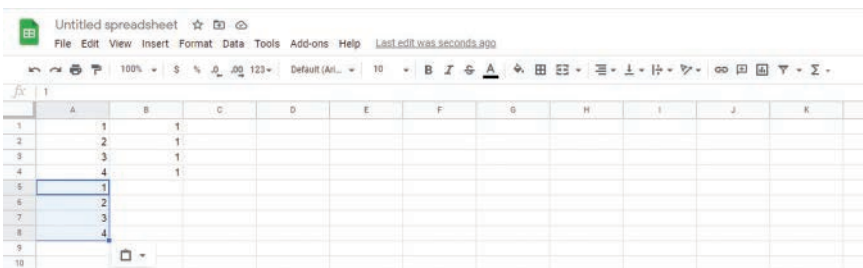 Untitled spreadsheet
File Edit View Insert Format Data Tools Add-ons Help Last edit was seconds ago
100% $ % .0 .00 123 Default (Ari... 10 B I S A
fx 1
A B C D E F G H I J K
1 1 1
2 2 1
3 3 1
4 4 1
5 1
6 2
7 3
8 4
9
10